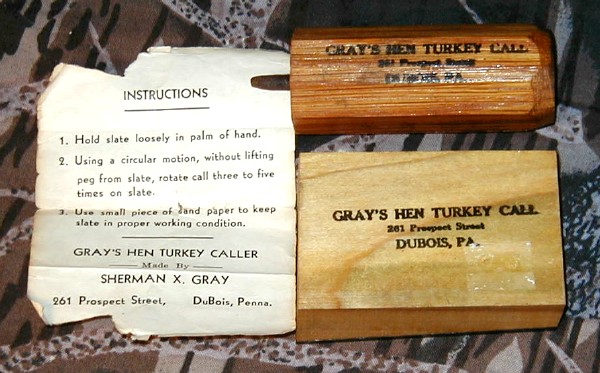 INSTRUCTIONS
1. Hold slate loosely in palm of hand.
2. Using a circular motion, without lifting
peg from slate, rotate call three to five
times on slate.
3. Use small piece of sand paper to keep
slate in proper working condition.
GRAY'S HEN TURKEY CALLER
Made By
SHERMAN X. GRAY
261 Prospect Street, DuBois, Penna.
GRAY'S HEN TURKEY CALL
261 Prospect Street
DUBOIS, PA.
GRAY'S HEN TURKEY CALL
261 Prospect Street
DUBOIS, PA.